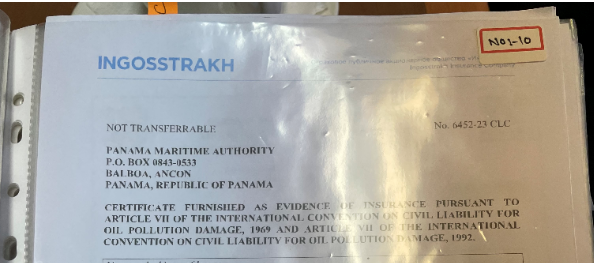 C
NO1-10
INGOSSTRAKH
NOT TRANSFERRABLE
No. 6452-23 CLC
PANAMA MARITIME AUTHORITY
P.O. BOX 0843-0533
BALBOA, ANCON
PANAMA, REPUBLIC OF PANAMA
CERTIFICATE FURNISHED AS EVIDENCE OF INSURANCE PURSUANT TO
ARTICLE VII OF THE INTERNATIONAL CONVENTION ON CIVIL LIABILITY FOR
OIL POLLUTION DAMAGE, 1969 AND ARTICLE VII OF THE INTERNATIONAL
CONVENTION ON CIVIL LIABILITY FOR OIL POLLUTION DAMAGE, 1992.